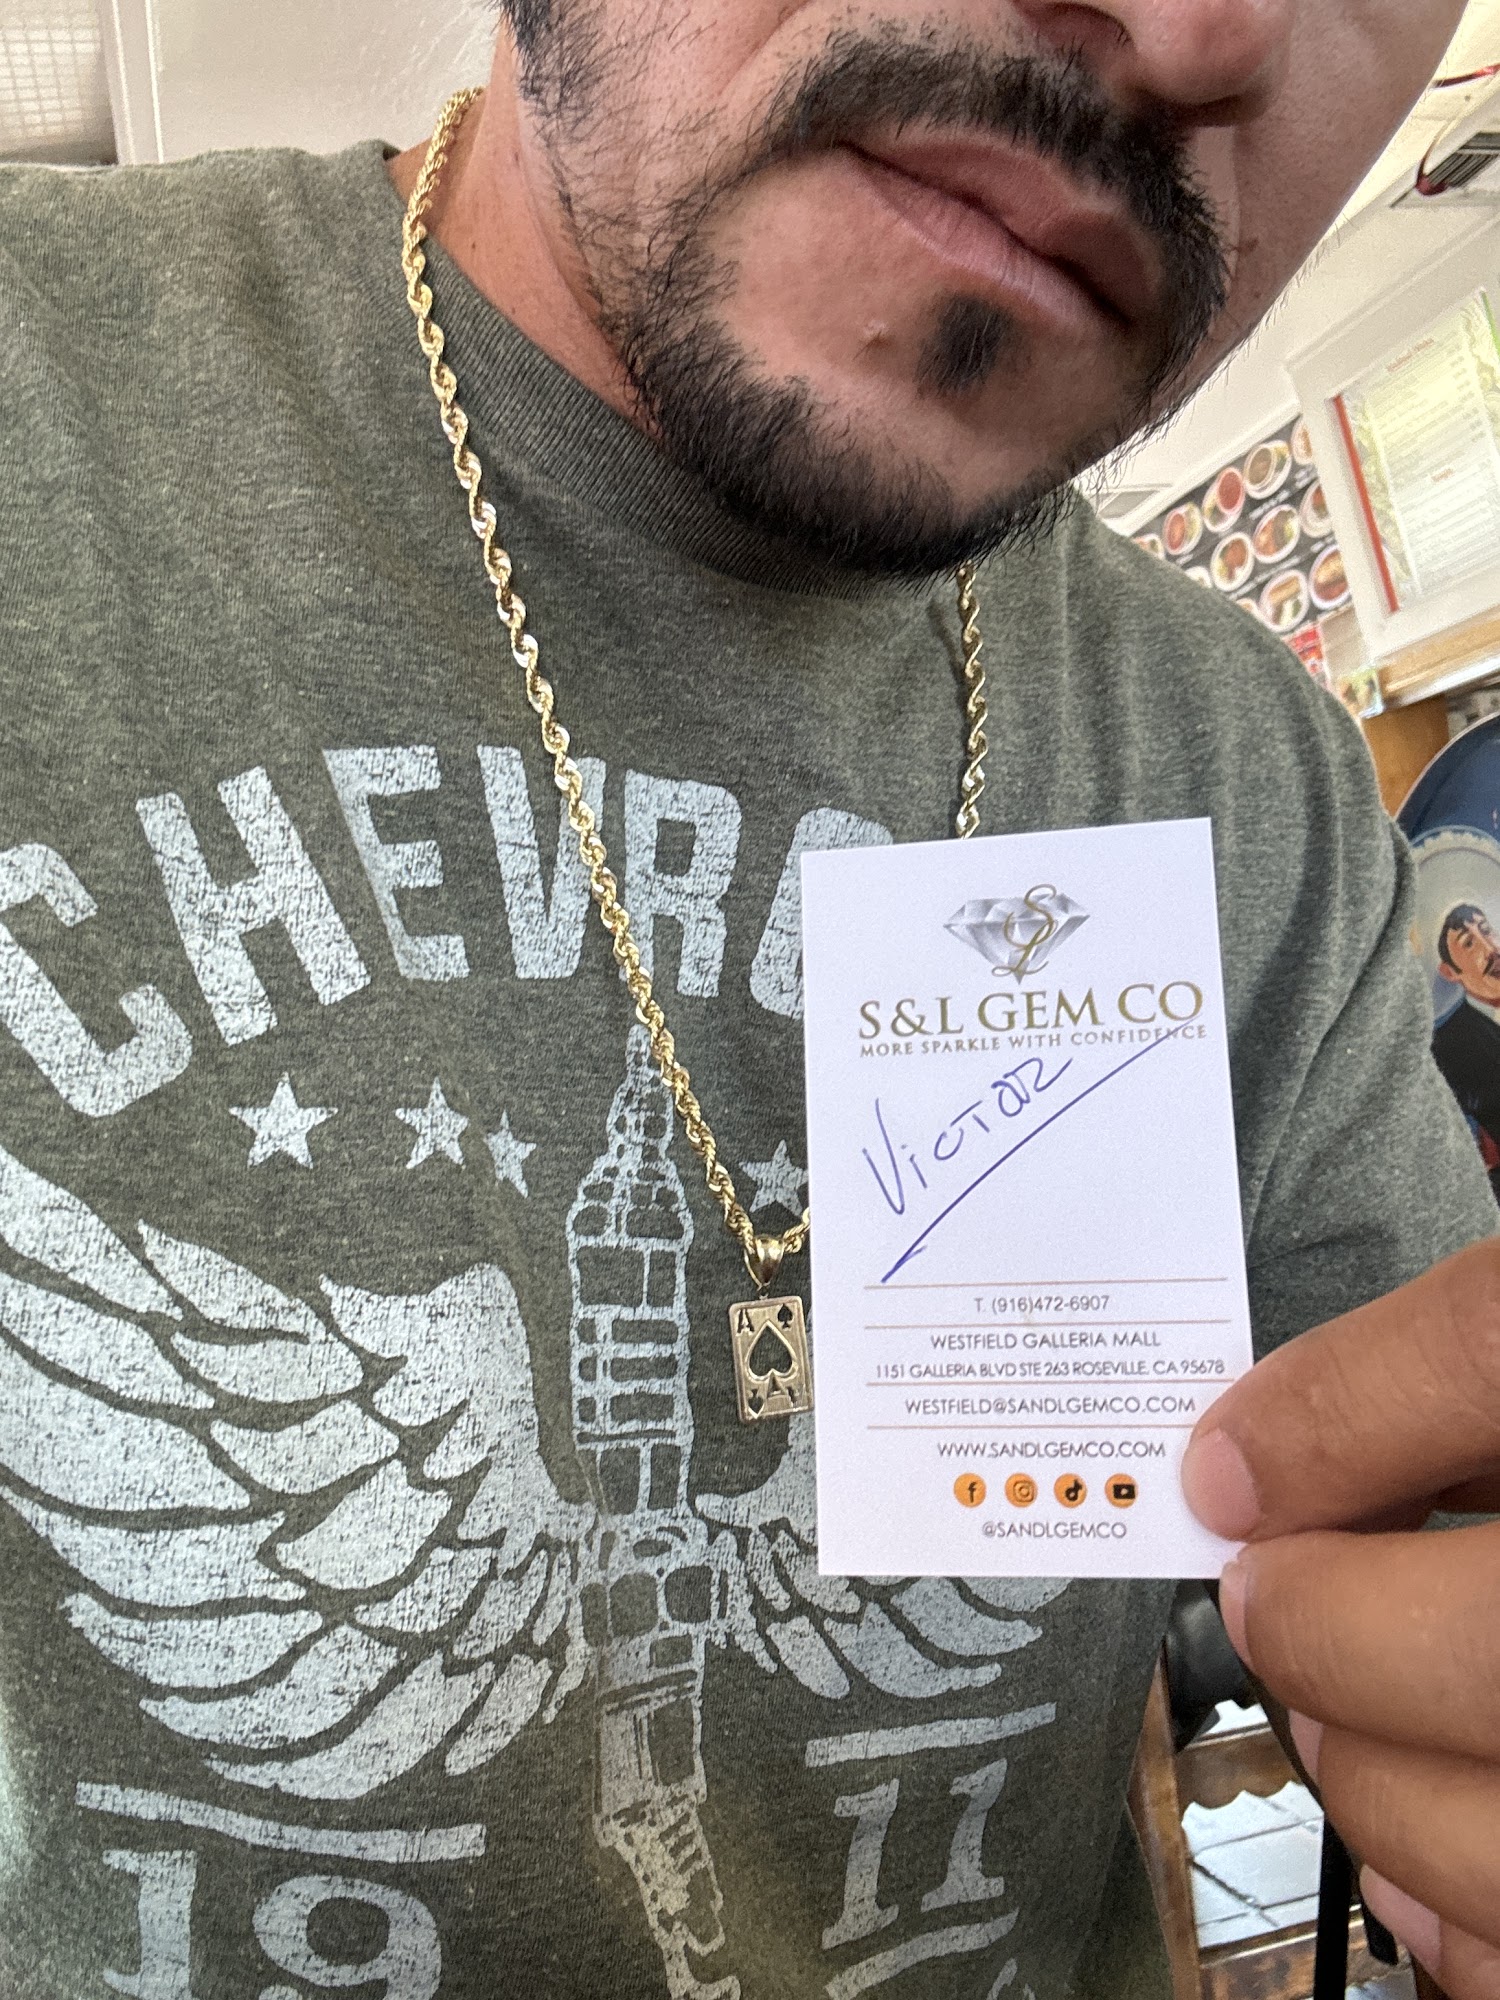 CHEVRO
19
11
A
A
S L
S&L GEM CO
MORE SPARKLE WITH CONFIDENCE
VICTOR
T. (916)472-6907
WESTFIELD GALLERIA MALL
1151 GALLERIA BLVD STE 263 ROSEVILLE, CA 95678
WESTFIELD@SANDLGEMCO.COM
WWW.SANDLGEMCO.COM
@SANDLGEMCO